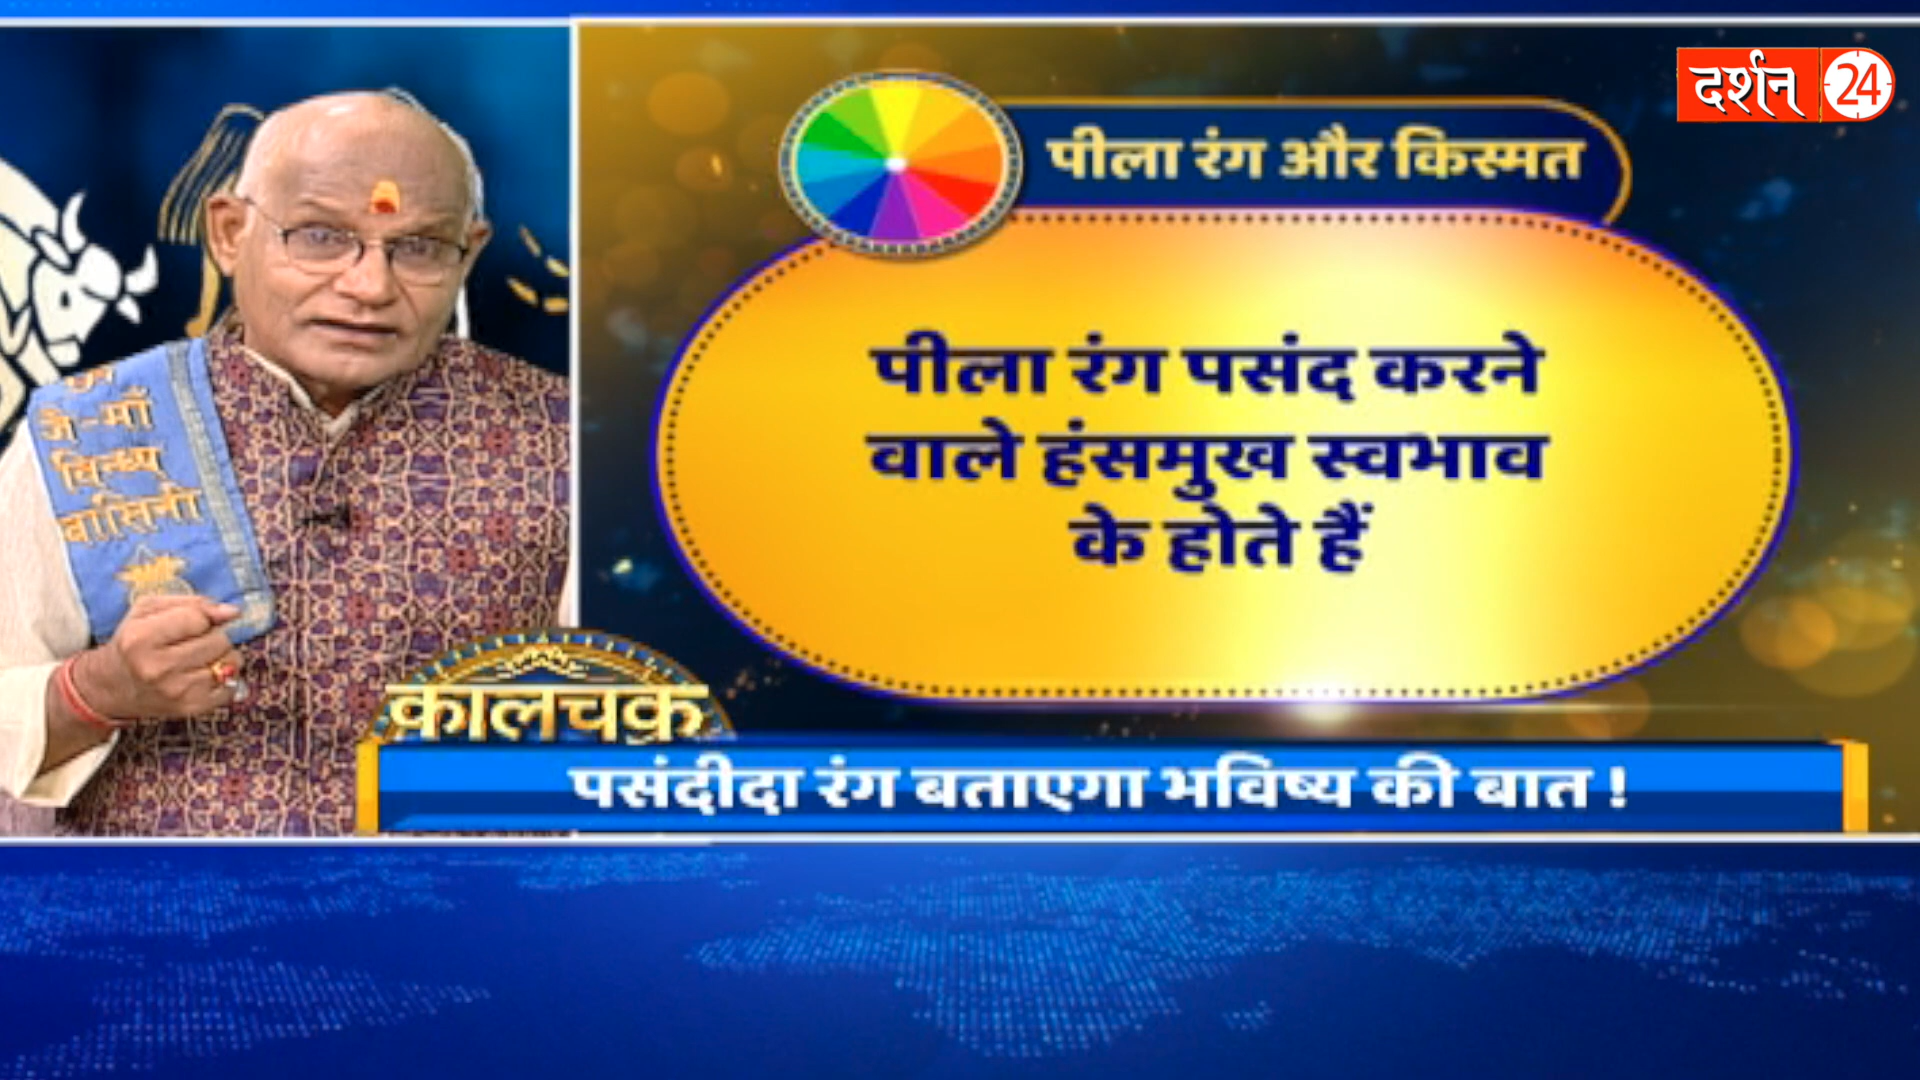 दर्शन 24
पीला रंग और किस्मत
पीला रंग पसंद करने
वाले हंसमुख स्वभाव
के होते हैं
जै-माँ
विन्ध्य
वासिनी
कालचक्र
पसंदीदा रंग बताएगा भविष्य की बात !